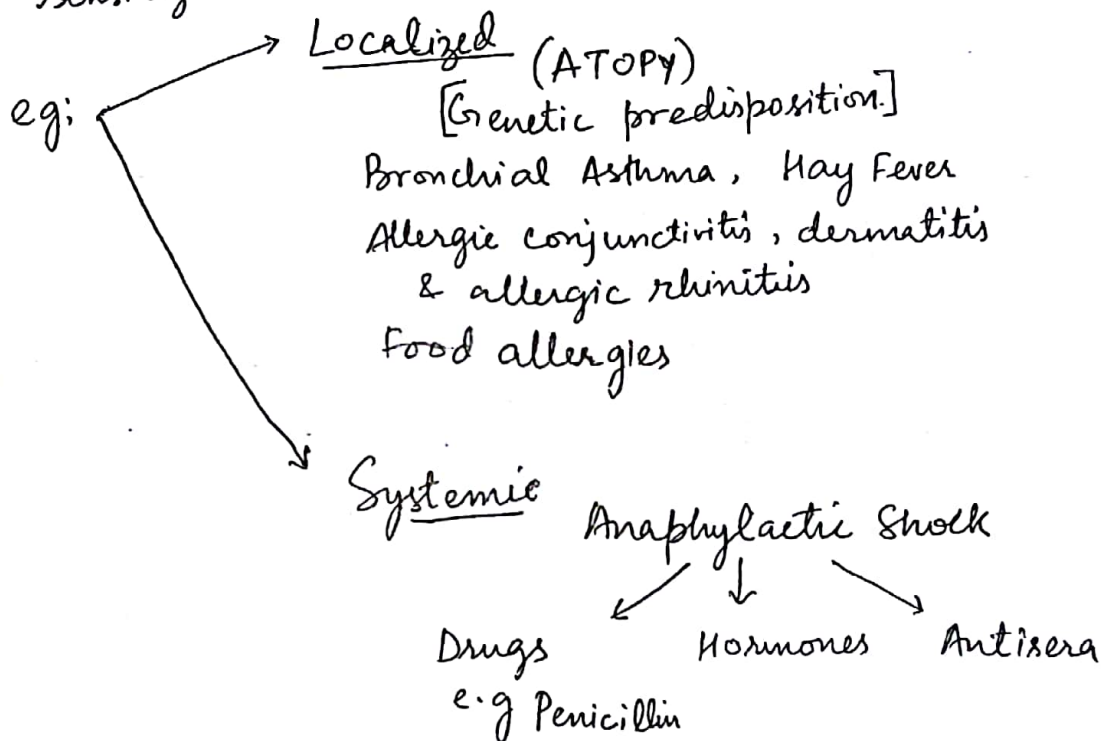 Localized
eg; (ATOPY)
[Genetic predisposition.]
Bronchial Asthma, Hay Fever
Allergic conjunctivitis, dermatitis
& allergic rhinitis
Food allergies
Systemic
Anaphylactic Shock
Drugs Hormones Antisera
e.g Penicillin